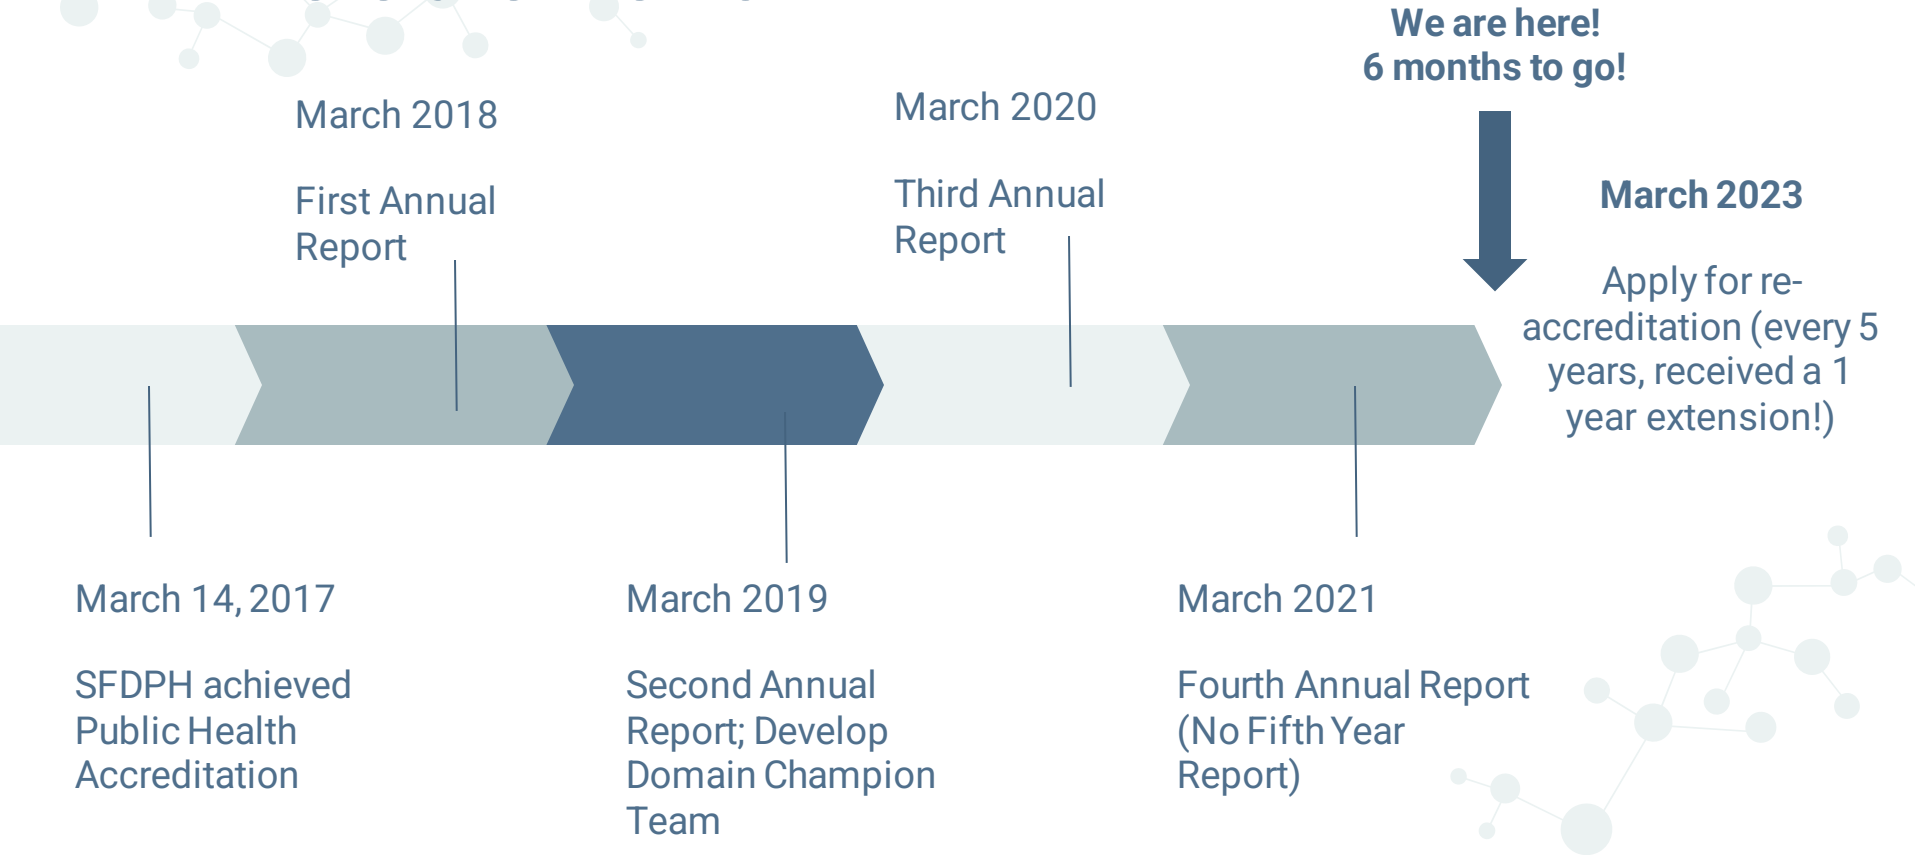 We are here!
6 months to go!
March 2018
First Annual
Report
March 2020
Third Annual
Report
March 2023
Apply for re-
accreditation (every 5
years, received a 1
year extension!)
March 14, 2017
SFDPH achieved
Public Health
Accreditation
March 2019
Second Annual
Report; Develop
Domain Champion
Team
March 2021
Fourth Annual Report
(No Fifth Year
Report)